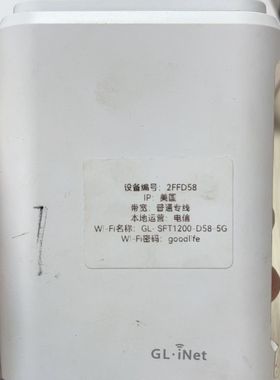 设备编号：2FFD58
IP：美国
带宽：普通专线
本地运营：电信
Wi-Fi名称：GL-SFT1200-D58-5G
Wi-Fi密码：goodlife
GL·iNet